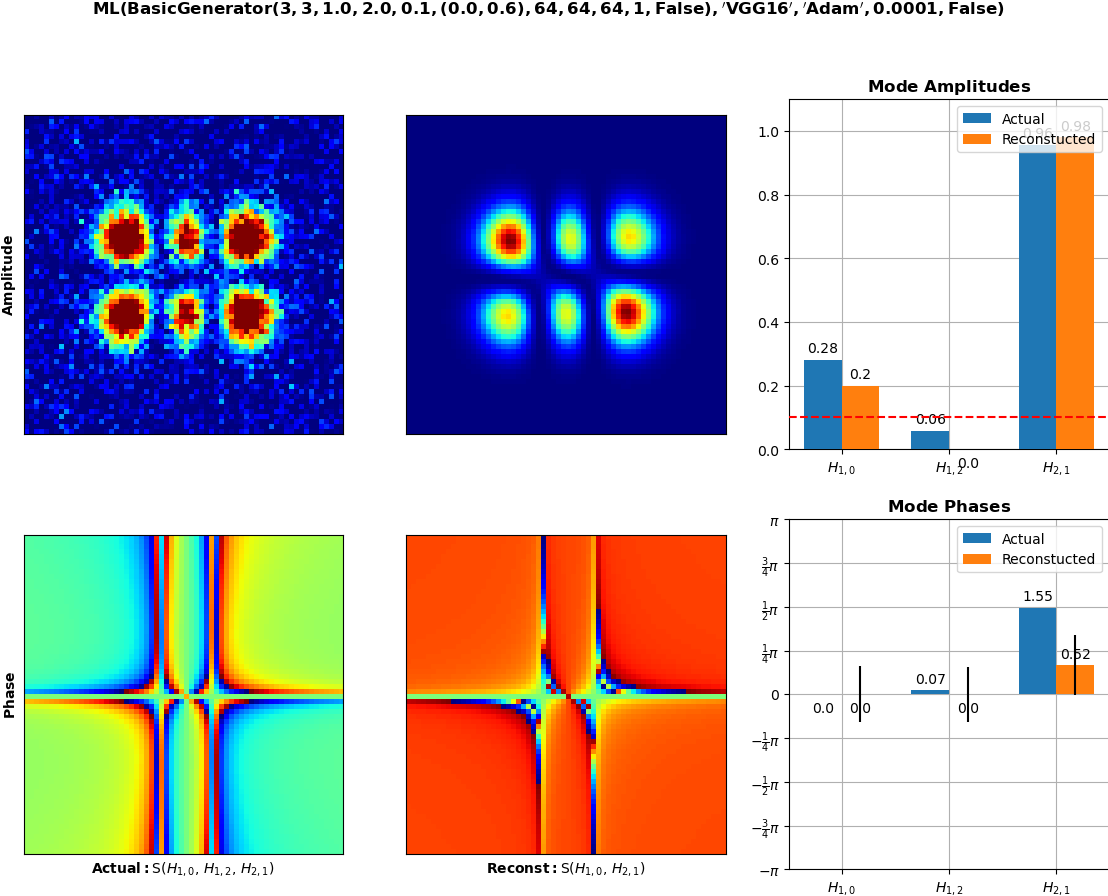 ML(BasicGenerator(3, 3, 1.0, 2.0, 0.1, (0.0, 0.6), 64, 64, 64, 1, False), ′VGG16′, ′Adam′, 0.0001, False)
Amplitude
Mode Amplitudes
Actual
Reconstucted
1.0
0.8
0.6
0.4
0.2
0.0
0.28
0.2
0.06
0.0
0.96
0.98
H1,0
H1,2
H2,1
Phase
Actual: S(H1,0, H1,2, H2,1)
Reconst: S(H1,0, H2,1)
Mode Phases
Actual
Reconstucted
π
3/4π
1/2π
1/4π
0
−1/4π
−1/2π
−3/4π
−π
0.0
0.0
0.07
0.0
1.55
0.52
H1,0
H1,2
H2,1